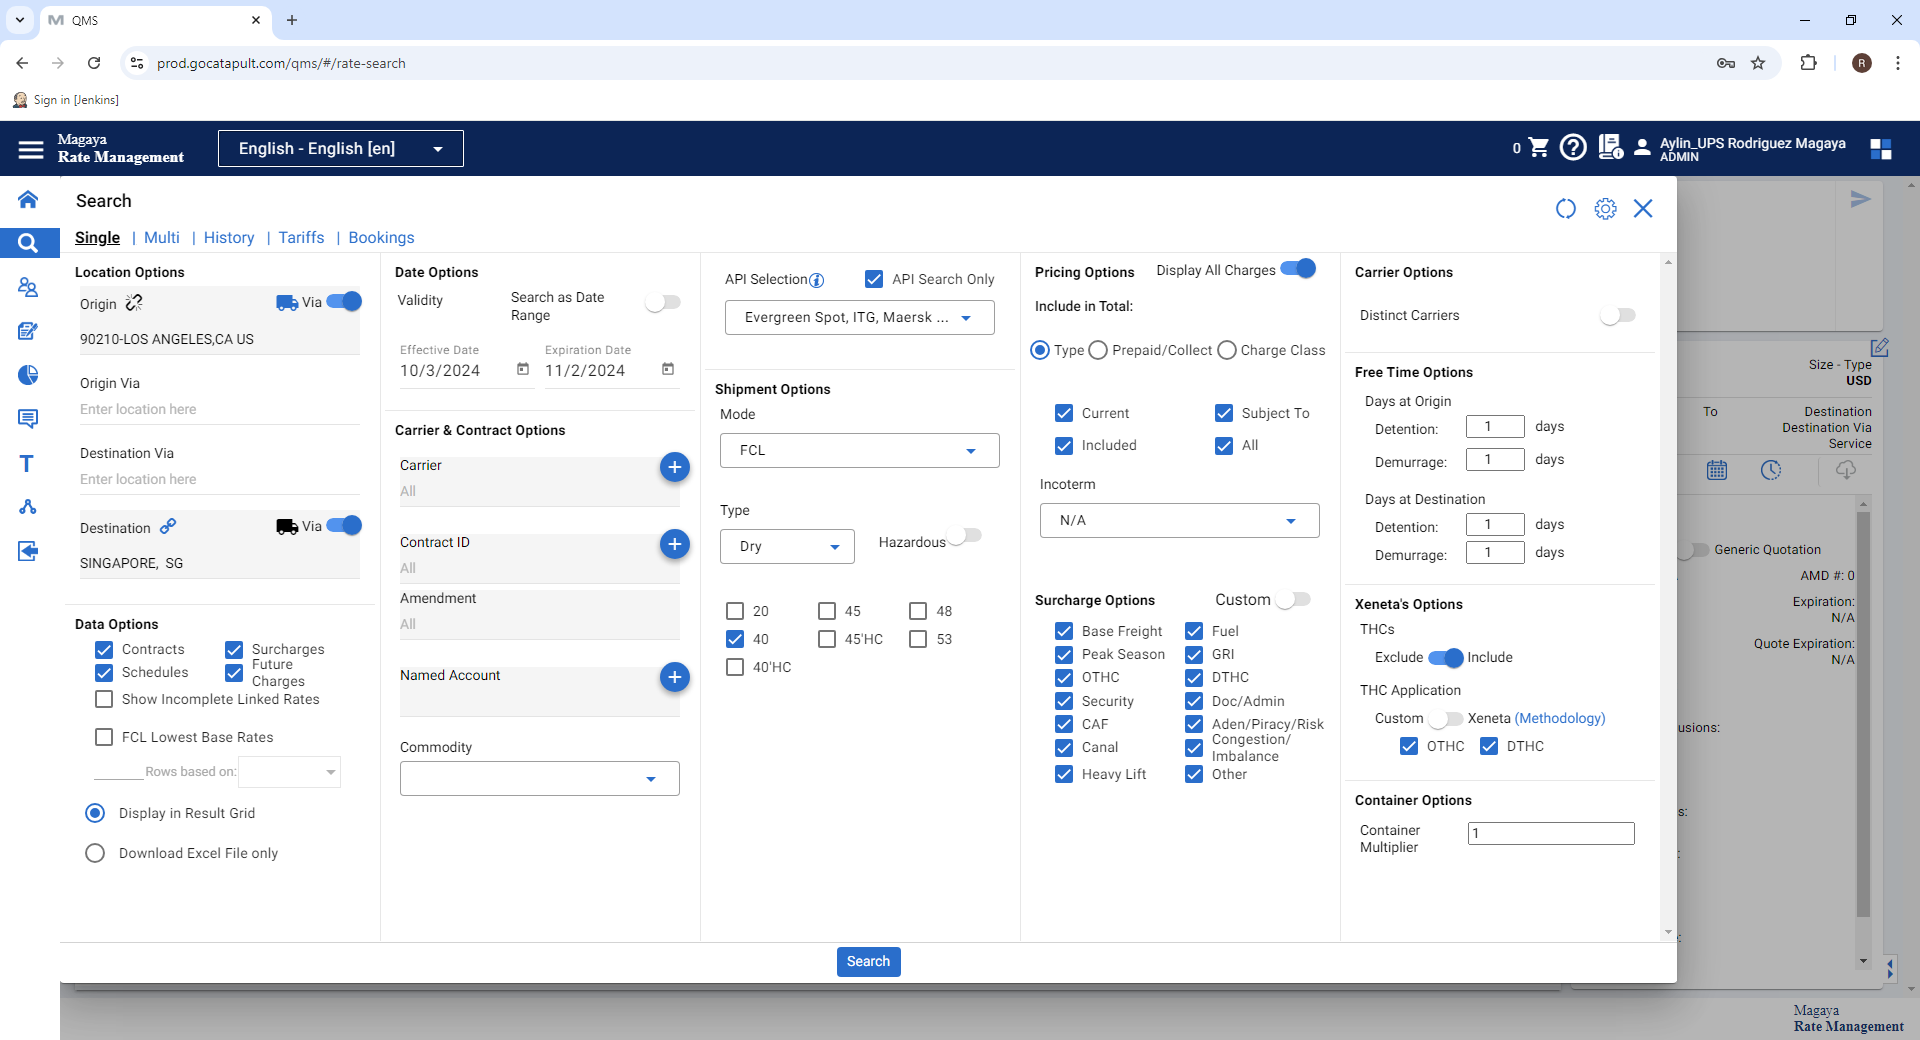 QMS
prod.gocatapult.com/qms/#/rate-search
R
Sign in [Jenkins]
Magaya
Rate Management
English - English [en]
0
Aylin_UPS Rodriguez Magaya
ADMIN
Search
Single | Multi | History | Tariffs | Bookings
Location Options
Origin
Via
90210-LOS ANGELES,CA US
Origin Via
Enter location here
Destination Via
Enter location here
Destination
Via
SINGAPORE, SG
Data Options
Contracts
Surcharges
Schedules
Future
Charges
Show Incomplete Linked Rates
FCL Lowest Base Rates
Rows based on:
Display in Result Grid
Download Excel File only
Date Options
Validity
Search as Date
Range
Effective Date
10/3/2024
Expiration Date
11/2/2024
Carrier & Contract Options
Carrier
All
Contract ID
All
Amendment
All
Named Account
Commodity
API Selection
API Search Only
Evergreen Spot, ITG, Maersk ...
Shipment Options
Mode
FCL
Type
Dry
Hazardous
20
45
48
40
45'HC
53
40'HC
Pricing Options
Display All Charges
Include in Total:
Type
Prepaid/Collect
Charge Class
Current
Subject To
Included
All
Incoterm
N/A
Surcharge Options
Custom
Base Freight
Fuel
Peak Season
GRI
OTHC
DTHC
Security
Doc/Admin
CAF
Aden/Piracy/Risk
Canal
Congestion/
Imbalance
Heavy Lift
Other
Carrier Options
Distinct Carriers
Free Time Options
Days at Origin
Detention: 1 days
Demurrage: 1 days
Days at Destination
Detention: 1 days
Demurrage: 1 days
Xeneta's Options
THCs
Exclude
Include
THC Application
Custom
Xeneta (Methodology)
OTHC
DTHC
Container Options
Container
Multiplier
1
Search
Size - Type
USD
To
Destination
Destination Via
Service
Generic Quotation
AMD #: 0
Expiration:
N/A
Quote Expiration:
N/A
usions:
s:
Magaya
Rate Management